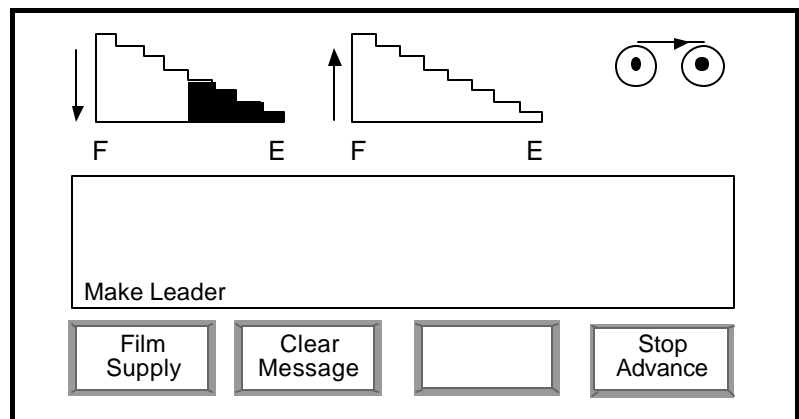 F E F E
Make Leader
Film Supply
Clear Message
Stop Advance